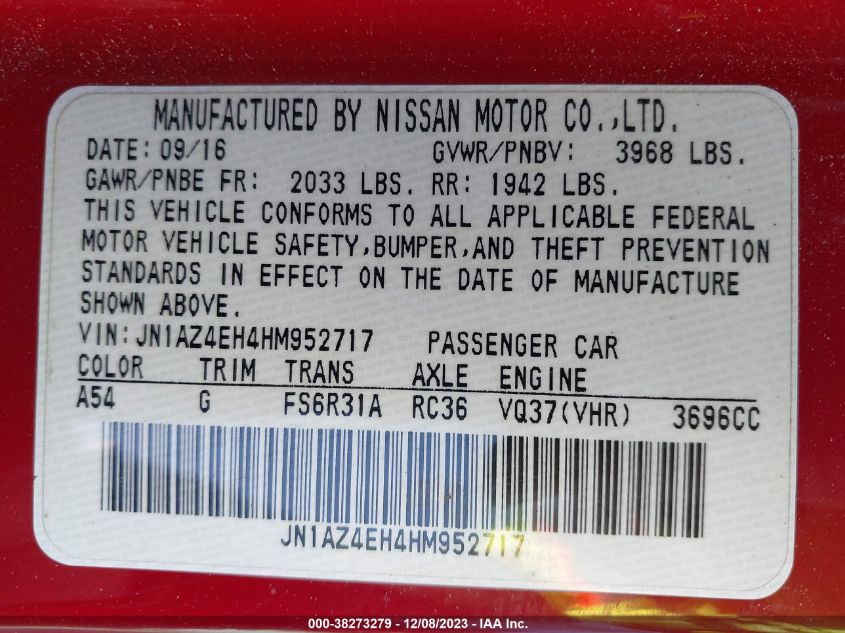 MANUFACTURED BY NISSAN MOTOR CO.,LTD.
DATE: 09/16 GVWR/PNBV: 3968 LBS.
GAWR/PNBE FR: 2033 LBS. RR: 1942 LBS.
THIS VEHICLE CONFORMS TO ALL APPLICABLE FEDERAL
MOTOR VEHICLE SAFETY,BUMPER,AND THEFT PREVENTION
STANDARDS IN EFFECT ON THE DATE OF MANUFACTURE
SHOWN ABOVE.
VIN:JN1AZ4EH4HM952717 PASSENGER CAR
COLOR TRIM TRANS AXLE ENGINE
A54 G FS6R31A RC36 VQ37(VHR) 3696CC
JN1AZ4EH4HM952717
000-38273279 - 12/08/2023 - IAA Inc.